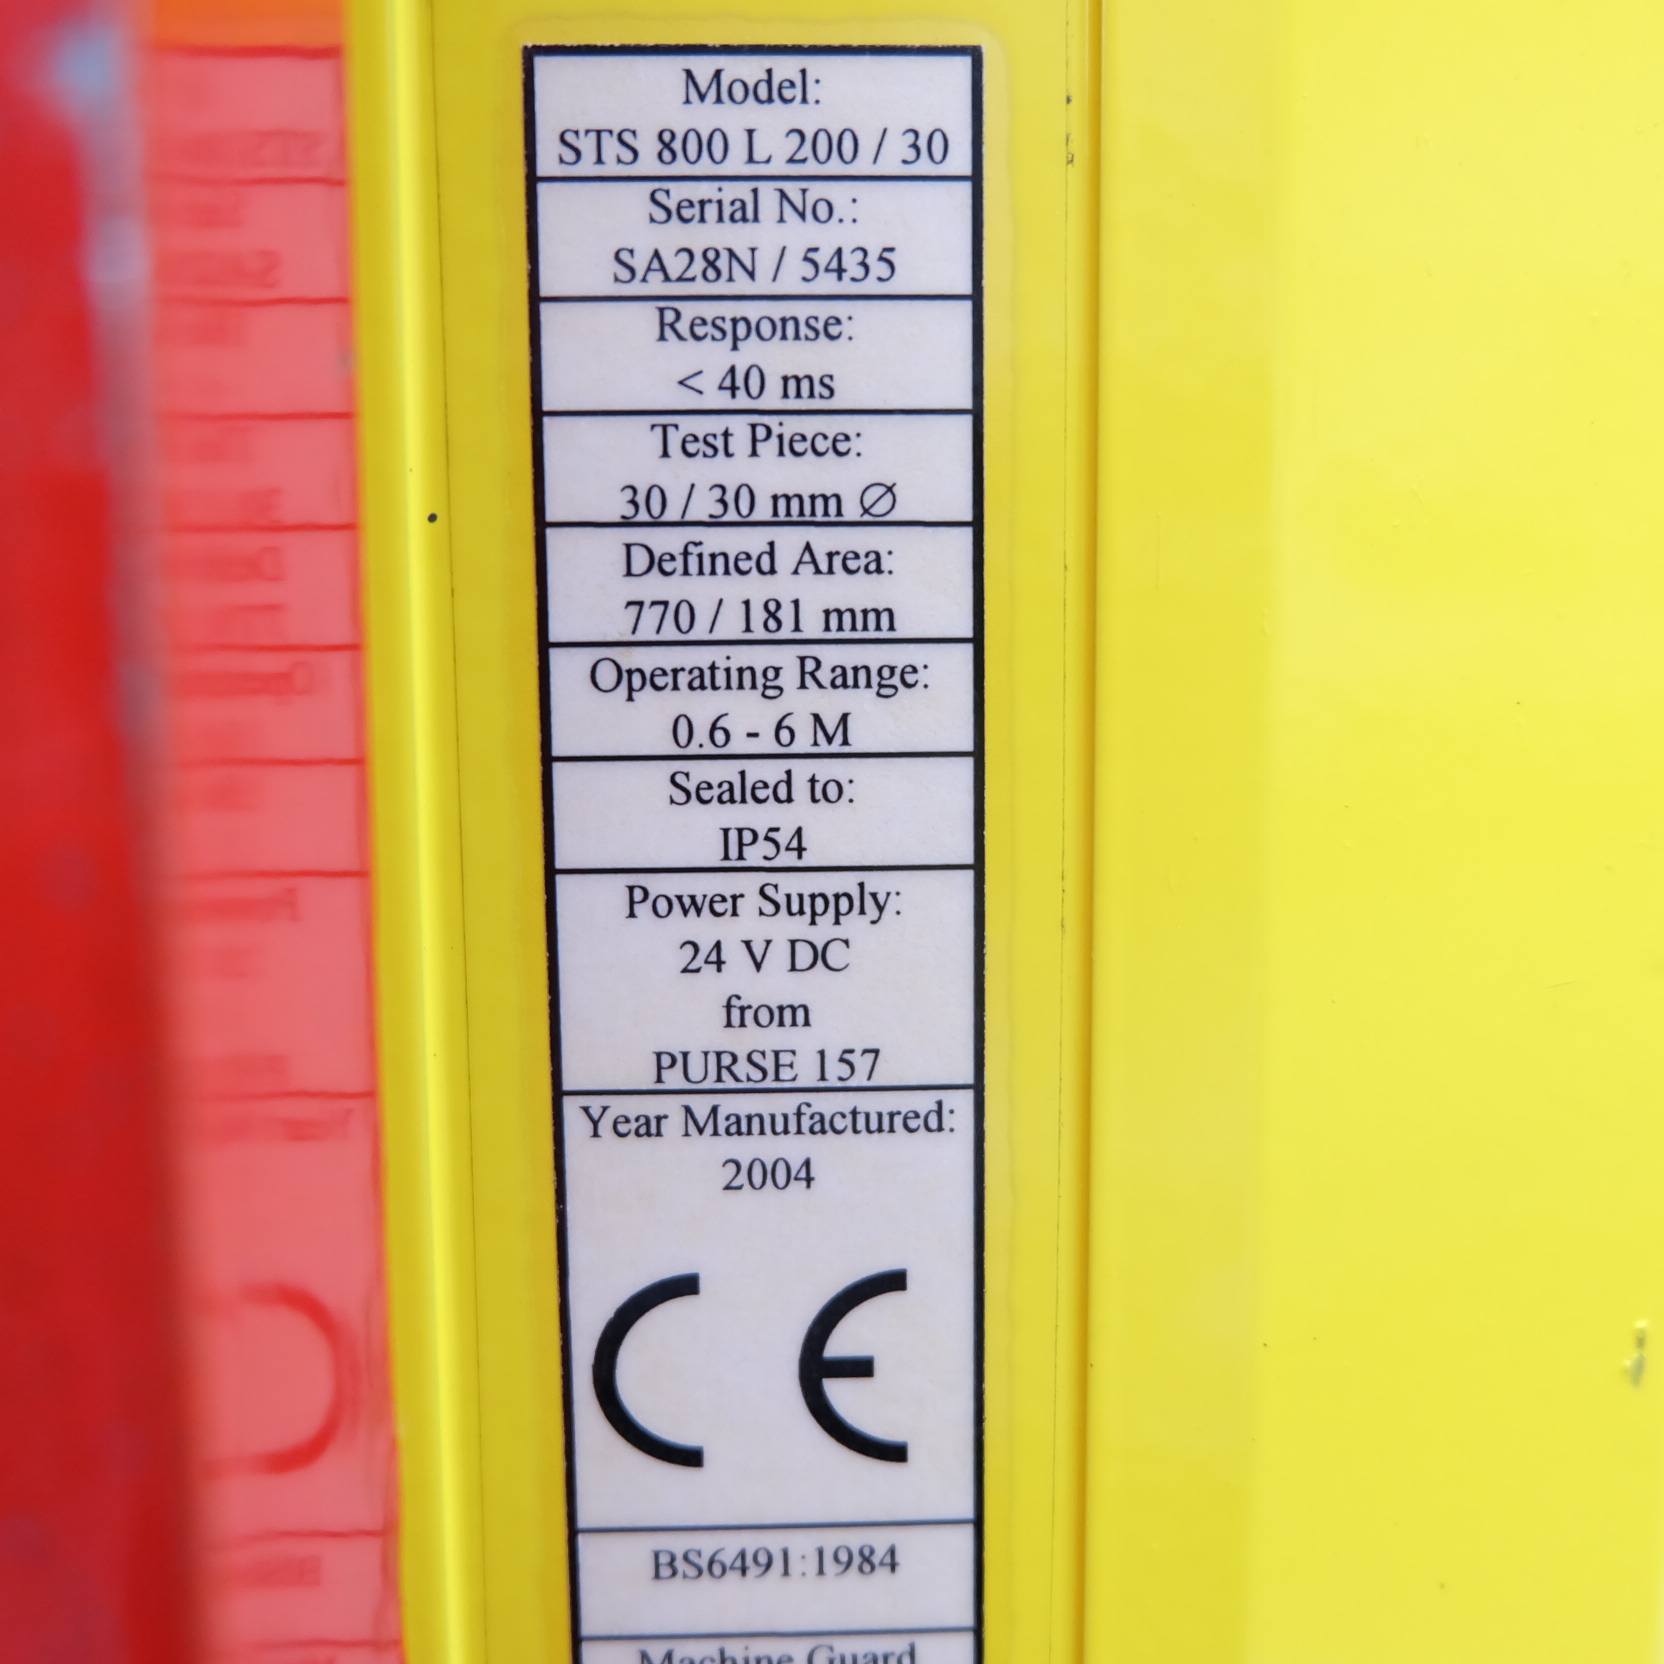 Model:
STS 800 L 200 / 30
Serial No.:
SA28N / 5435
Response:
< 40 ms
Test Piece:
30 / 30 mm ∅
Defined Area:
770 / 181 mm
Operating Range:
0.6 - 6 M
Sealed to:
IP54
Power Supply:
24 V DC
from
PURSE 157
Year Manufactured:
2004
CE
BS6491:1984
Machine Guard